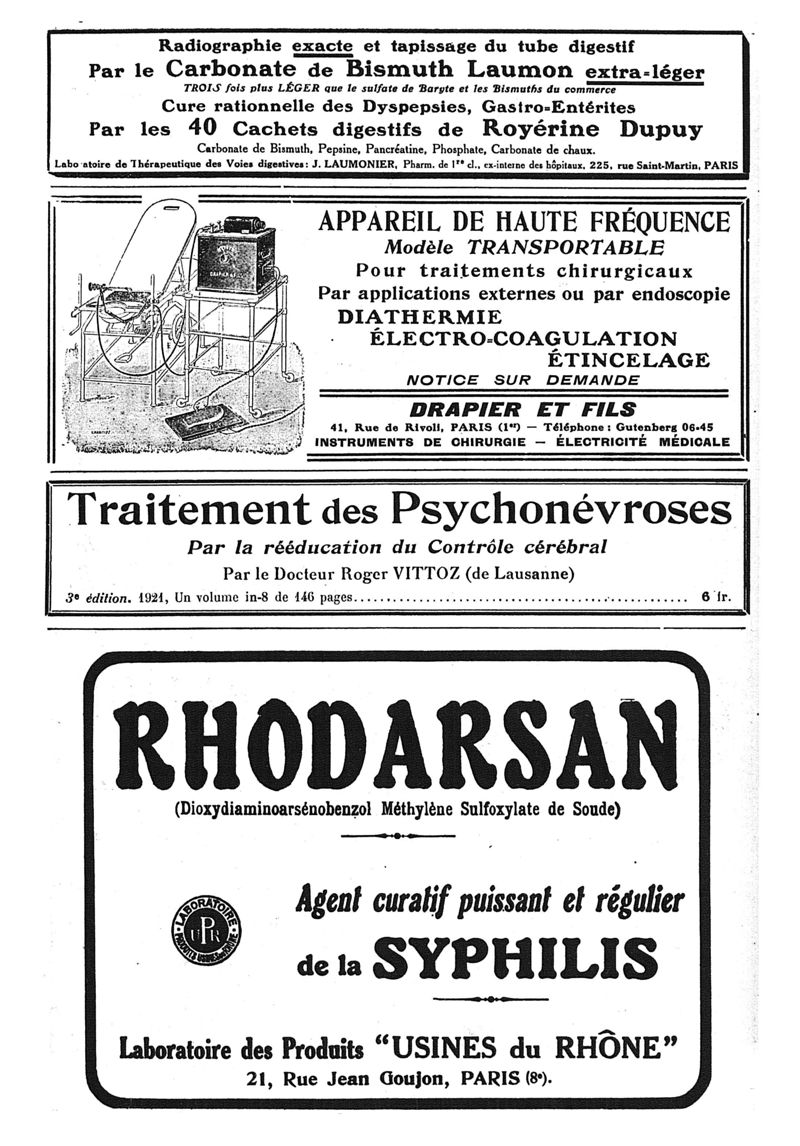 Radiographie exacte et tapissage du tube digestif
Par le Carbonate de Bismuth Laumon extra-léger
TROIS fois plus LÉGER que le sulfate de Baryte et les Bismuths du commerce
Cure rationnelle des Dyspepsies, Gastro-Entérites
Par les 40 Cachets digestifs de Royérine Dupuy
Carbonate de Bismuth, Pepsine, Pancréatine, Phosphate, Carbonate de chaux.
Laboratoire de Thérapeutique des Voies digestives: J. LAUMONIER, Pharm. de 1re cl., ex-interne des hôpitaux, 225, rue Saint-Martin, PARIS
APPAREIL DE HAUTE FRÉQUENCE
Modèle TRANSPORTABLE
Pour traitements chirurgicaux
Par applications externes ou par endoscopie
DIATHERMIE
ÉLECTRO-COAGULATION
ÉTINCELAGE
NOTICE SUR DEMANDE
DRAPIER ET FILS
41, Rue de Rivoli, PARIS (1er) — Téléphone: Gutenberg 06-45
INSTRUMENTS DE CHIRURGIE — ÉLECTRICITÉ MÉDICALE
Traitement des Psychonévroses
Par la rééducation du Contrôle cérébral
Par le Docteur Roger VITTOZ (de Lausanne)
3e édition. 1921, Un volume in-8 de 146 pages................................................ 6 fr.
RHODARSAN
(Dioxydiaminoarsénobenzol Méthylène Sulfoxylate de Soude)
LABORATOIRE
UPR
Agent curatif puissant et régulier
de la SYPHILIS
Laboratoire des Produits "USINES du RHÔNE"
21, Rue Jean Goujon, PARIS (8e).